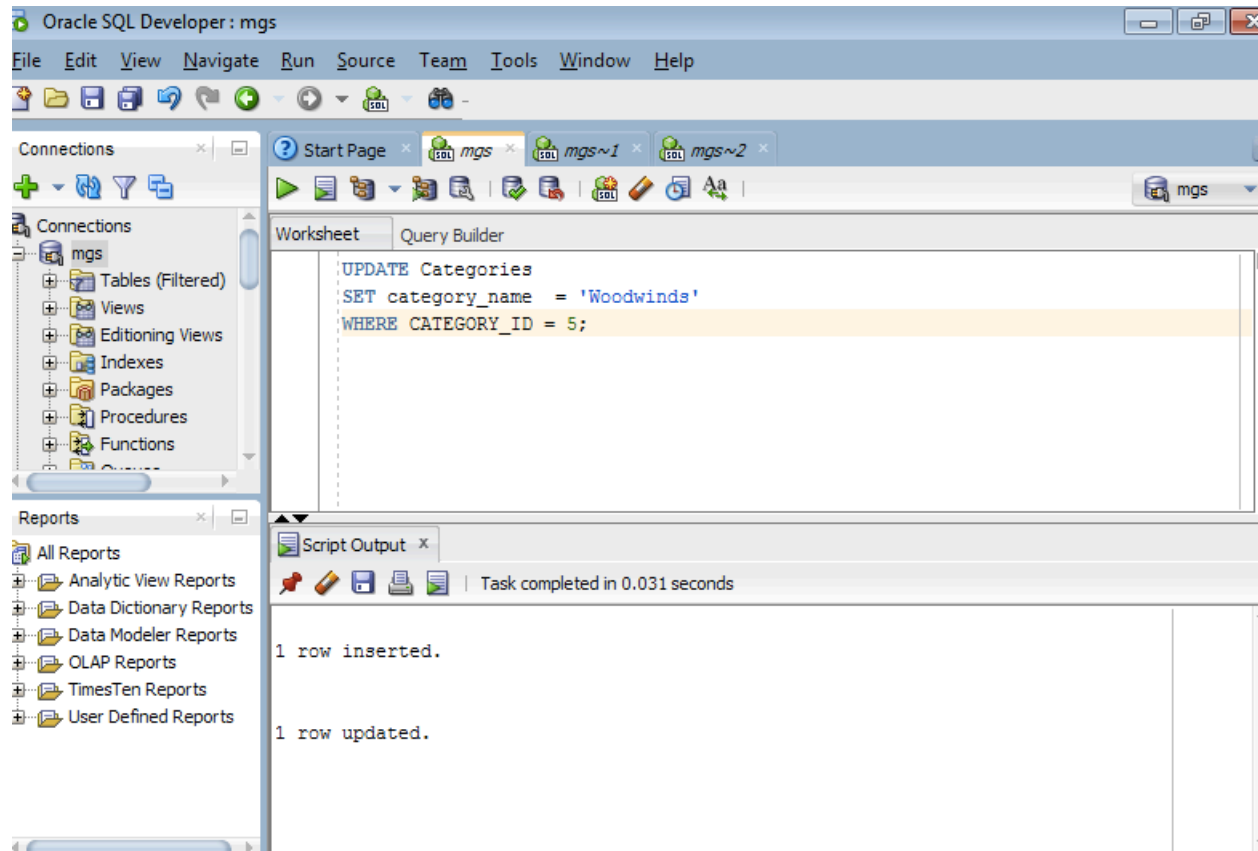 Oracle SQL Developer : mgs
File Edit View Navigate Run Source Team Tools Window Help
SQL
Connections
Start Page mgs mgs~1 mgs~2
mgs
Connections
mgs
Tables (Filtered)
Views
Editioning Views
Indexes
Packages
Procedures
Functions
Worksheet Query Builder
UPDATE Categories
SET category_name = 'Woodwinds'
WHERE CATEGORY_ID = 5;
Reports
All Reports
Analytic View Reports
Data Dictionary Reports
Data Modeler Reports
OLAP Reports
TimesTen Reports
User Defined Reports
Script Output
Task completed in 0.031 seconds
1 row inserted.
1 row updated.